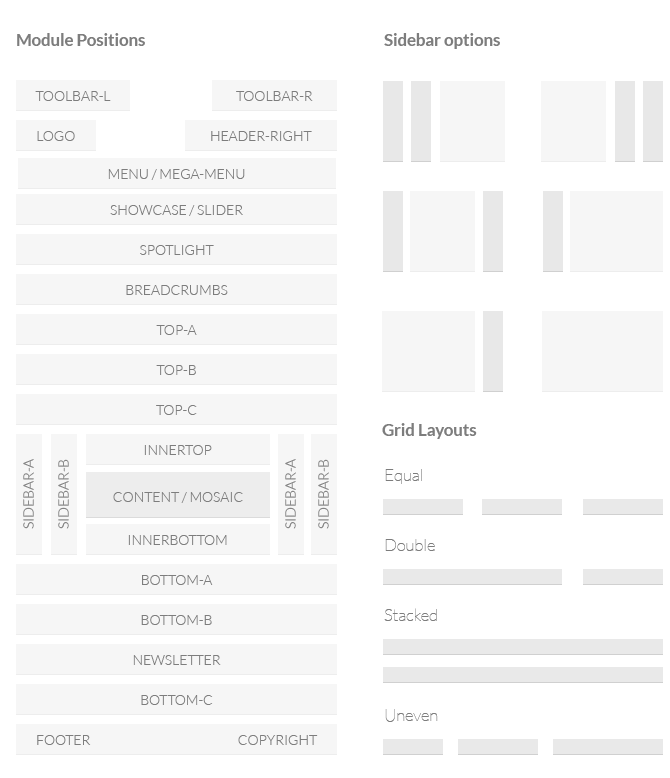 Module Positions
TOOLBAR-L
TOOLBAR-R
LOGO
HEADER-RIGHT
MENU / MEGA-MENU
SHOWCASE / SLIDER
SPOTLIGHT
BREADCRUMBS
TOP-A
TOP-B
TOP-C
SIDEBAR-A
SIDEBAR-B
INNERTOP
CONTENT / MOSAIC
INNERBOTTOM
SIDEBAR-A
SIDEBAR-B
BOTTOM-A
BOTTOM-B
NEWSLETTER
BOTTOM-C
FOOTER
COPYRIGHT
Sidebar options
Grid Layouts
Equal
Double
Stacked
Uneven